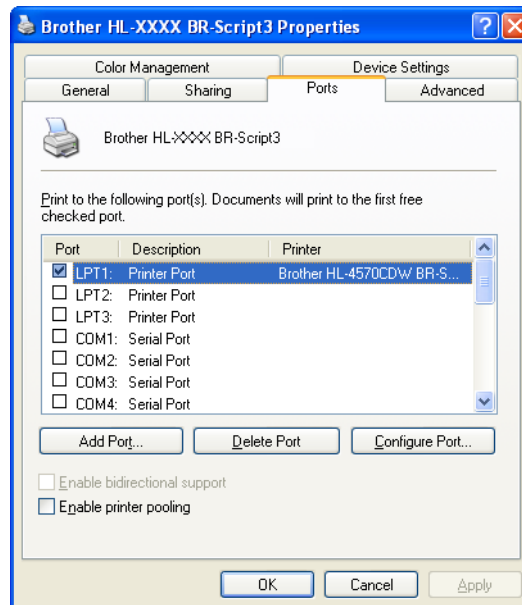 Brother HL-XXXX BR-Script3 Properties
Color Management Device Settings
General Sharing Ports Advanced
Brother HL-XXXX BR-Script3
Print to the following port(s). Documents will print to the first free
checked port.
Port Description Printer
LPT1: Printer Port Brother HL-4570CDW BR-S...
LPT2: Printer Port
LPT3: Printer Port
COM1: Serial Port
COM2: Serial Port
COM3: Serial Port
COM4: Serial Port
Add Port... Delete Port Configure Port...
Enable bidirectional support
Enable printer pooling
OK Cancel Apply